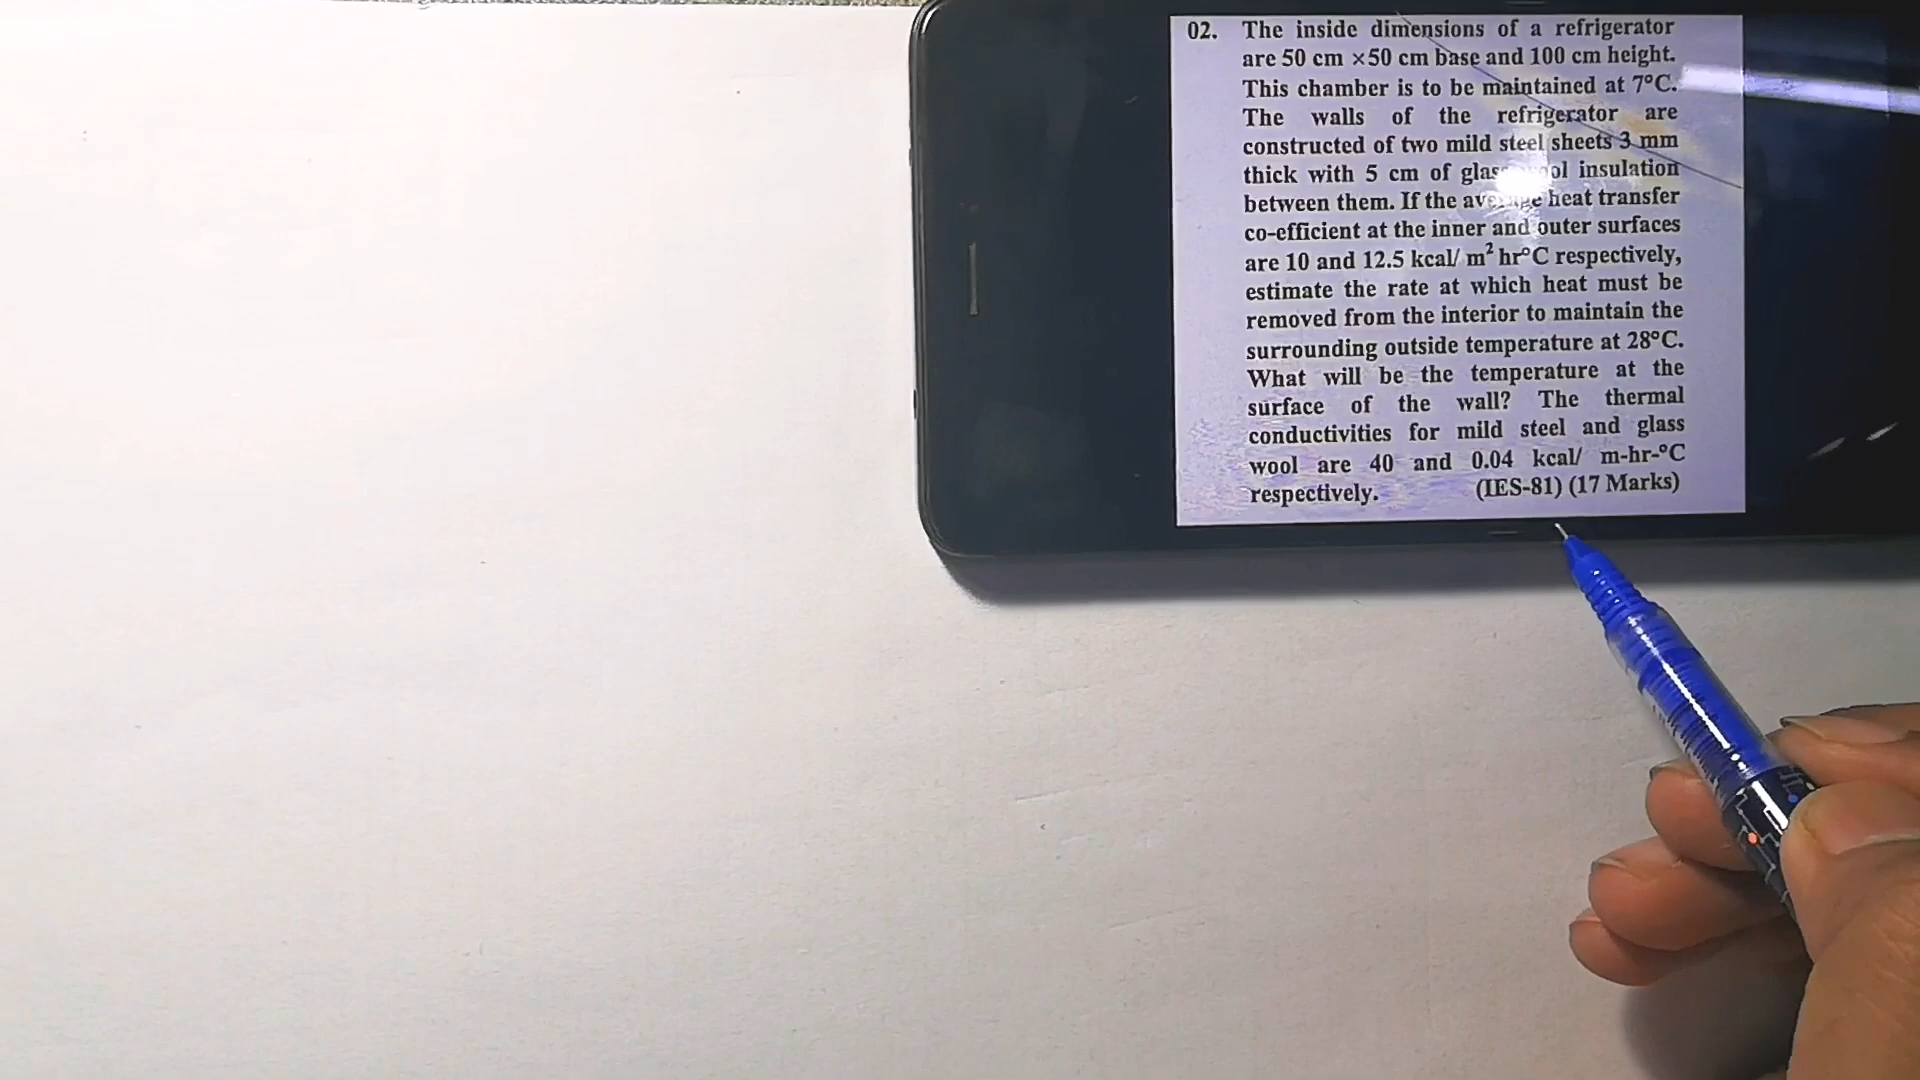 02. The inside dimensions of a refrigerator
are 50 cm ×50 cm base and 100 cm height.
This chamber is to be maintained at 7°C.
The walls of the refrigerator are
constructed of two mild steel sheets 3 mm
thick with 5 cm of glass wool insulation
between them. If the average heat transfer
co-efficient at the inner and outer surfaces
are 10 and 12.5 kcal/ m² hr°C respectively,
estimate the rate at which heat must be
removed from the interior to maintain the
surrounding outside temperature at 28°C.
What will be the temperature at the
surface of the wall? The thermal
conductivities for mild steel and glass
wool are 40 and 0.04 kcal/ m-hr-°C
respectively. (IES-81) (17 Marks)